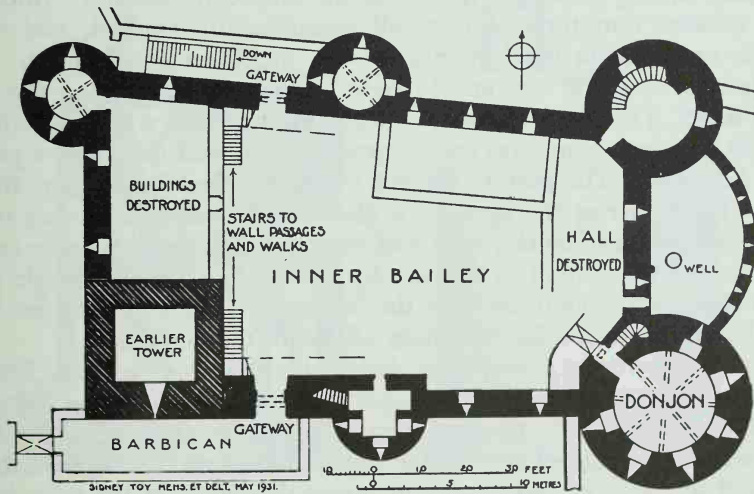 DOWN
GATEWAY
BUILDINGS
DESTROYED
STAIRS TO
WALL PASSAGES
AND WALKS
HALL
DESTROYED
WELL
INNER BAILEY
EARLIER
TOWER
DONJON
BARBICAN
GATEWAY
10 0 10 20 30 FEET
0 5 10 METRES
SIDNEY TOY MENS. ET DELT. MAY 1931.